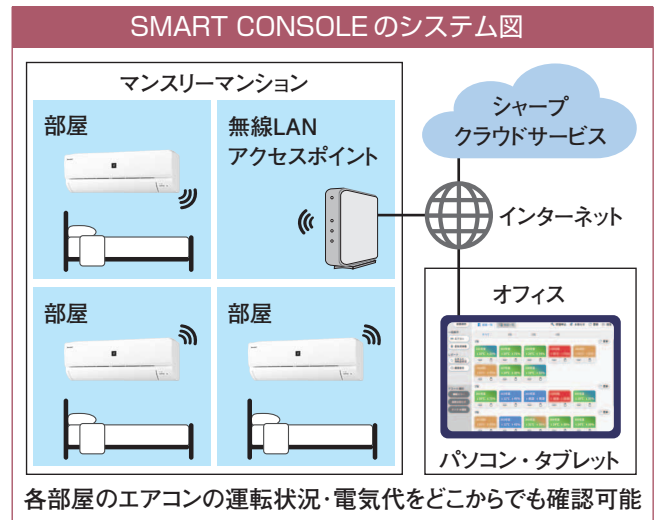 SMART CONSOLEのシステム図
マンスリーマンション
部屋
無線LAN
アクセスポイント
シャープ
クラウドサービス
インターネット
部屋
部屋
オフィス
パソコン・タブレット
各部屋のエアコンの運転状況・電気代をどこからでも確認可能